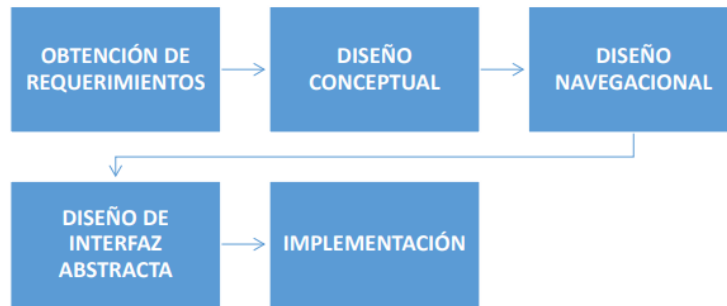 OBTENCIÓN DE
REQUERIMIENTOS
DISEÑO
CONCEPTUAL
DISEÑO
NAVEGACIONAL
DISEÑO DE
INTERFAZ
ABSTRACTA
IMPLEMENTACIÓN